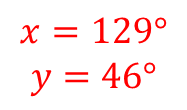 x = 129°
y = 46°